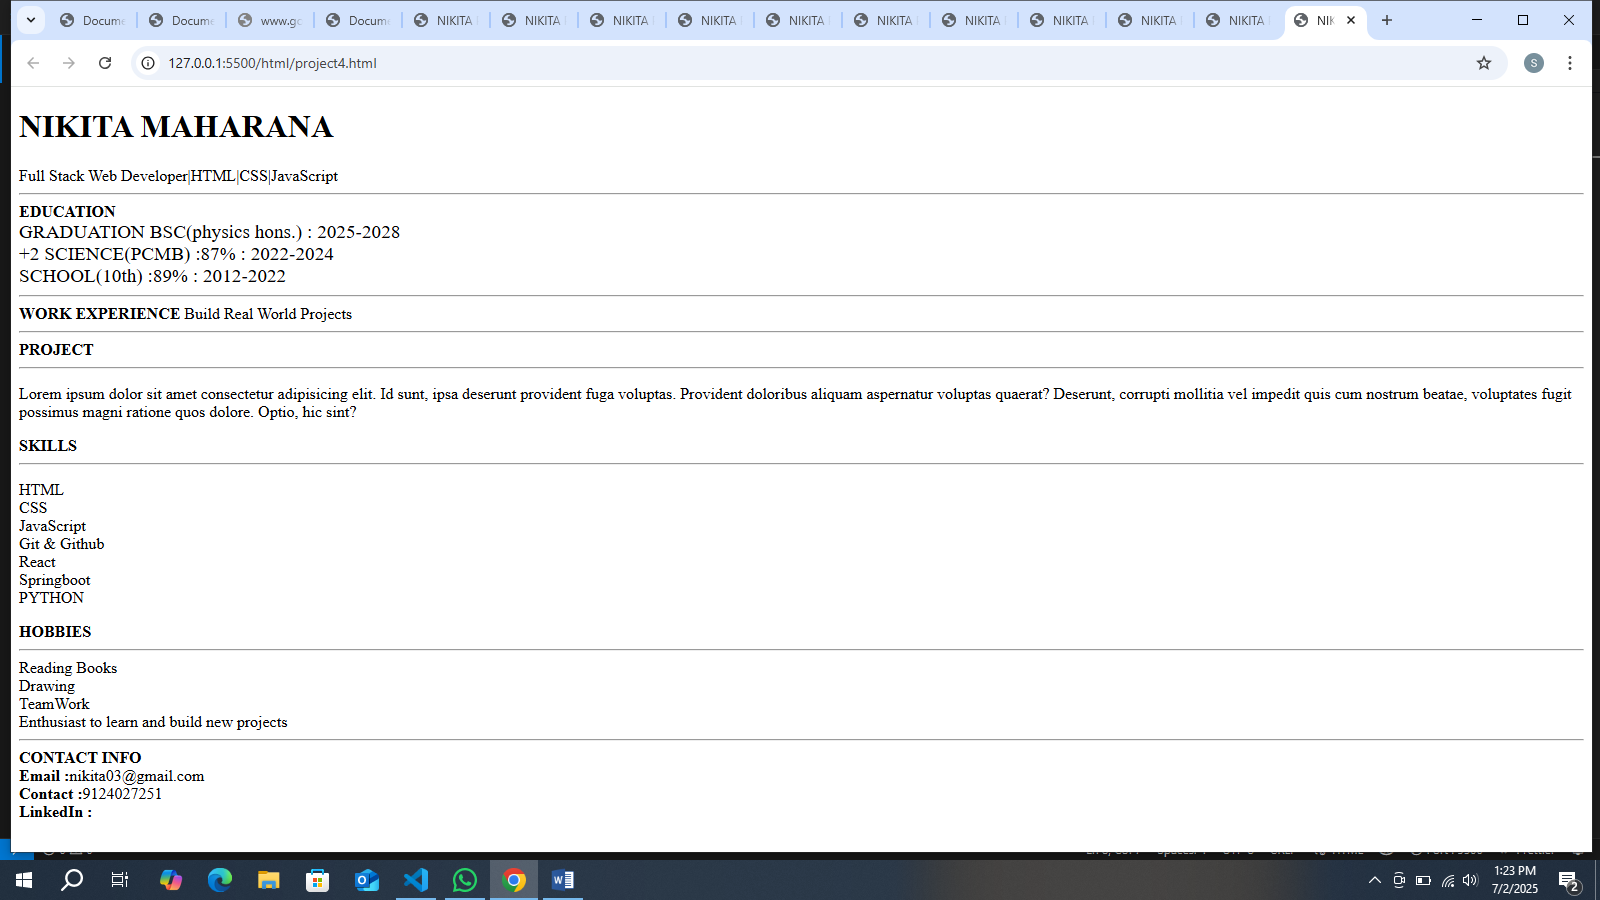 Docume
Docume
www.gc
Docume
NIKITA
NIKITA
NIKITA
NIKITA
NIKITA
NIKITA
NIKITA
NIKITA
NIKITA
NIKITA
NIK
127.0.0.1:5500/html/project4.html
S
NIKITA MAHARANA
Full Stack Web Developer|HTML|CSS|JavaScript
EDUCATION
GRADUATION BSC(physics hons.) : 2025-2028
+2 SCIENCE(PCMB) :87% : 2022-2024
SCHOOL(10th) :89% : 2012-2022
WORK EXPERIENCE Build Real World Projects
PROJECT
Lorem ipsum dolor sit amet consectetur adipisicing elit. Id sunt, ipsa deserunt provident fuga voluptas. Provident doloribus aliquam aspernatur voluptas quaerat? Deserunt, corrupti mollitia vel impedit quis cum nostrum beatae, voluptates fugit
possimus magni ratione quos dolore. Optio, hic sint?
SKILLS
HTML
CSS
JavaScript
Git & Github
React
Springboot
PYTHON
HOBBIES
Reading Books
Drawing
TeamWork
Enthusiast to learn and build new projects
CONTACT INFO
Email :nikita03@gmail.com
Contact :9124027251
LinkedIn :
1:23 PM
7/2/2025
2